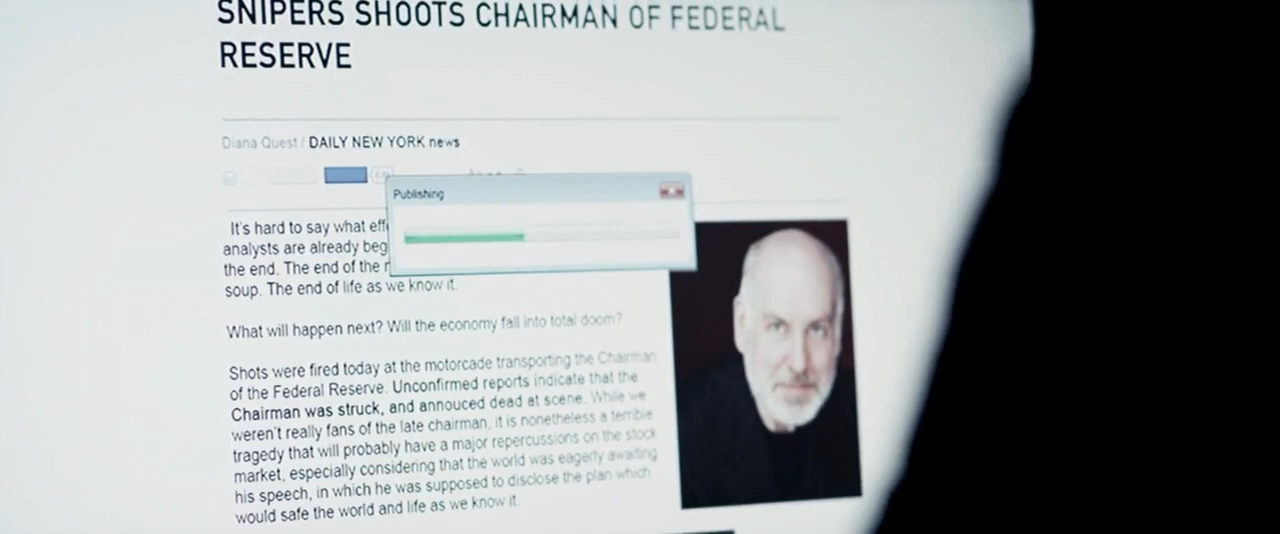 SNIPERS SHOOTS CHAIRMAN OF FEDERAL
RESERVE
Diana Quest / DAILY NEW YORK news
Publishing
It's hard to say what eff
analysts are already beg
the end. The end of the
soup. The end of life as we know it.
What will happen next? Will the economy fall into total doom?
Shots were fired today at the motorcade transporting the Chairman
of the Federal Reserve. Unconfirmed reports indicate that the
Chairman was struck, and annouced dead at scene. While we
weren't really fans of the late chairman, it is nonetheless a terrible
tragedy that will probably have a major repercussions on the stock
market, especially considering that the world was eagerly awaiting
his speech, in which he was supposed to disclose the plan which
would safe the world and life as we know it.